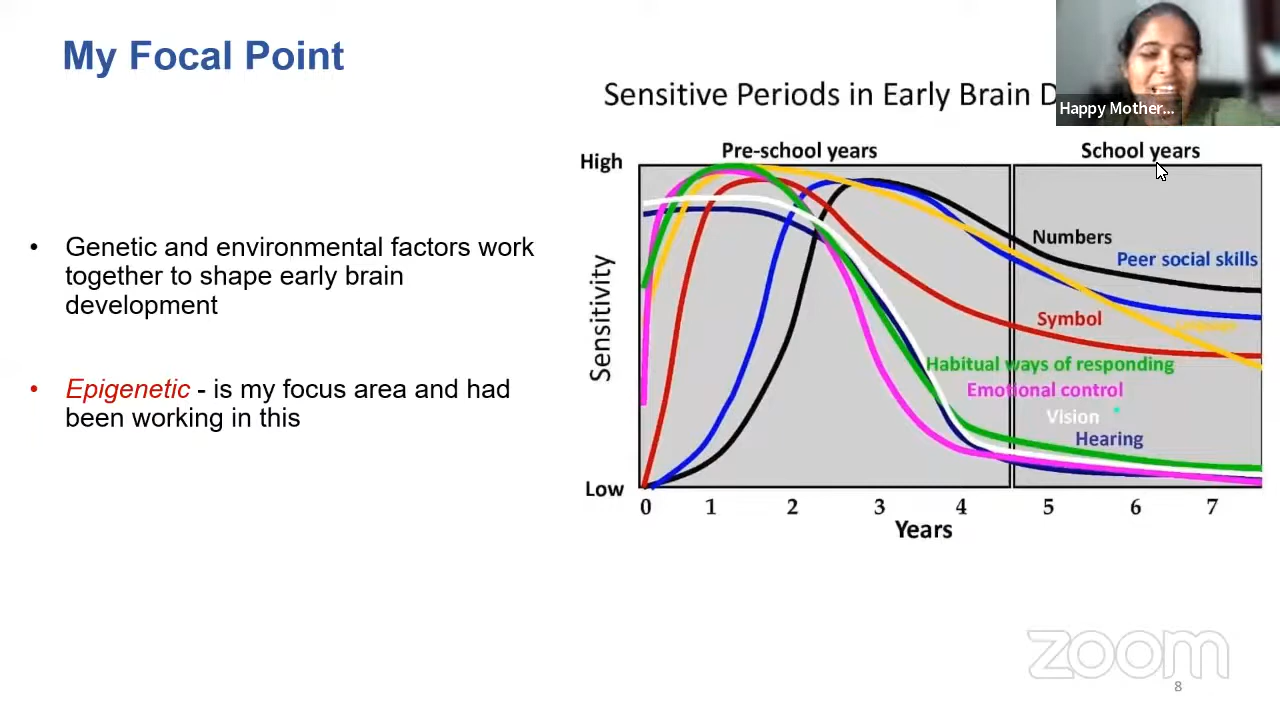 My Focal Point
Sensitive Periods in Early Brain D
Happy Mother...
Pre-school years
School years
High
Sensitivity
Low
Numbers
Peer social skills
Symbol
Language
Habitual ways of responding
Emotional control
Vision
Hearing
0 1 2 3 4 5 6 7
Years
• Genetic and environmental factors work
together to shape early brain
development
• Epigenetic - is my focus area and had
been working in this
zoom
8